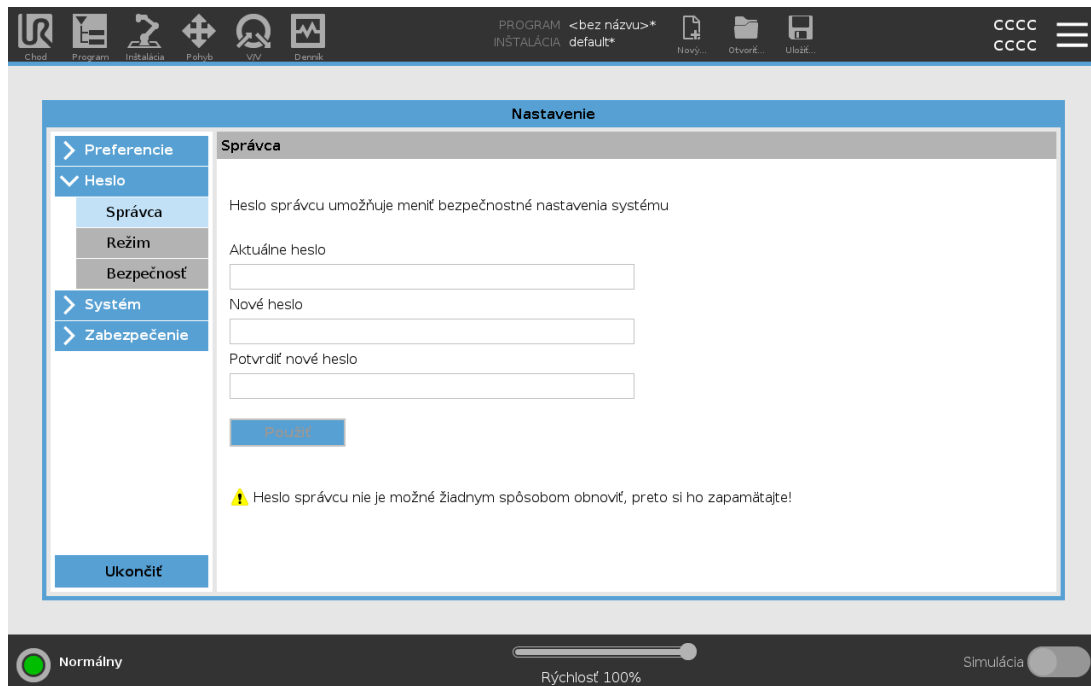 PROGRAM <bez názvu>*
INŠTALÁCIA default*
CCCC
CCCC
Chod Program Inštalácia Pohyb V/V Denník Nový... Otvoriť... Uložiť...
Nastavenie
Preferencie
Heslo
Správca
Režim
Bezpečnosť
Systém
Zabezpečenie
Ukončiť
Správca
Heslo správcu umožňuje meniť bezpečnostné nastavenia systému
Aktuálne heslo
Nové heslo
Potvrdiť nové heslo
Použiť
Heslo správcu nie je možné žiadnym spôsobom obnoviť, preto si ho zapamätajte!
Normálny
Rýchlosť 100%
Simulácia